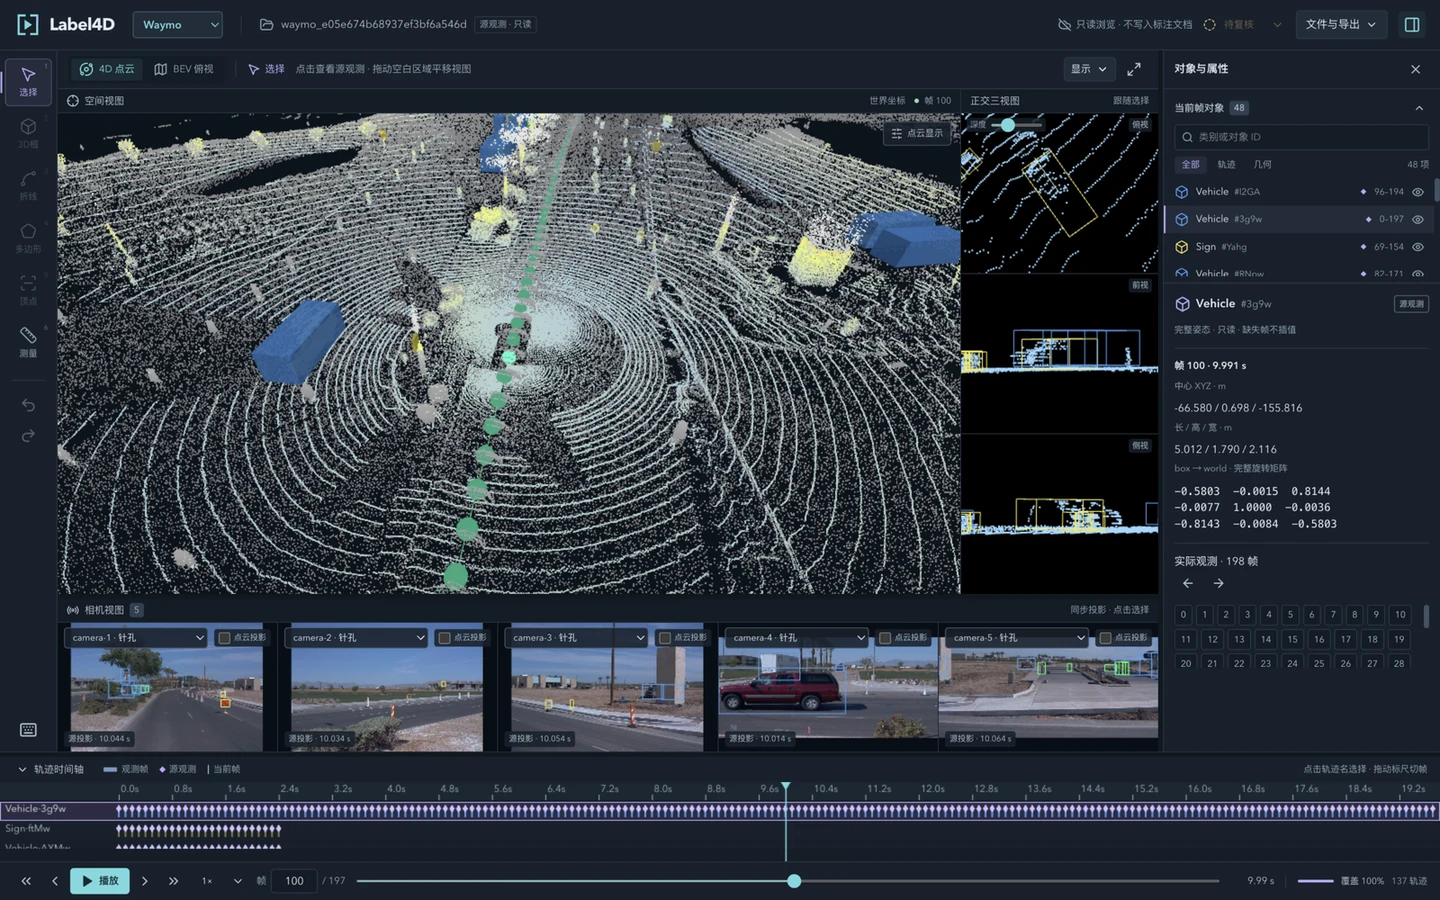 Label4D
Waymo
waymo_e05e674b68937ef3bf6a546d
源观测 · 只读
只读浏览 · 不写入标注文档
待复核
文件与导出
选择
1
3D框
折线
多边形
顶点
测量
6
4D 点云
BEV 俯视
选择
点击查看源观测 · 拖动空白区域平移视图
显示
空间视图
世界坐标
帧 100
点云显示
正交三视图
跟随选择
深度
俯视
前视
侧视
相机视图 5
同步投影 · 点击选择
camera-1 · 针孔
点云投影
源投影 · 10.044 s
camera-2 · 针孔
点云投影
源投影 · 10.034 s
camera-3 · 针孔
点云投影
源投影 · 10.054 s
camera-4 · 针孔
点云投影
源投影 · 10.014 s
camera-5 · 针孔
点云投影
源投影 · 10.064 s
对象与属性
当前帧对象 48
类别或对象 ID
全部 轨迹 几何 48 项
Vehicle #I2GA 96-194
Vehicle #3g9w 0-197
Sign #Yahg 69-154
Vehicle #RNow 82-171
Vehicle #3g9w
源观测
完整姿态 · 只读 · 缺失帧不插值
帧 100 · 9.991 s
中心 XYZ · m
-66.580 / 0.698 / -155.816
长 / 高 / 宽 · m
5.012 / 1.790 / 2.116
box → world · 完整旋转矩阵
−0.5803 −0.0015 0.8144
−0.0077 1.0000 −0.0036
−0.8143 −0.0084 −0.5803
实际观测 · 198 帧
0 1 2 3 4 5 6 7 8 9 10
11 12 13 14 15 16 17 18 19
20 21 22 23 24 25 26 27 28
轨迹时间轴
观测帧
源观测
当前帧
点击轨迹名选择 · 拖动标尺切帧
0.0s 0.8s 1.6s 2.4s 3.2s 4.0s 4.8s 5.6s 6.4s 7.2s 8.0s 8.8s 9.6s 10.4s 11.2s 12.0s 12.8s 13.6s 14.4s 15.2s 16.0s 16.8s 17.6s 18.4s 19.2s
Vehicle·3g9w
Sign·ftMw
Vehicle·AXMw
播放
1×
帧 100 / 197
9.99 s
覆盖 100%
137 轨迹